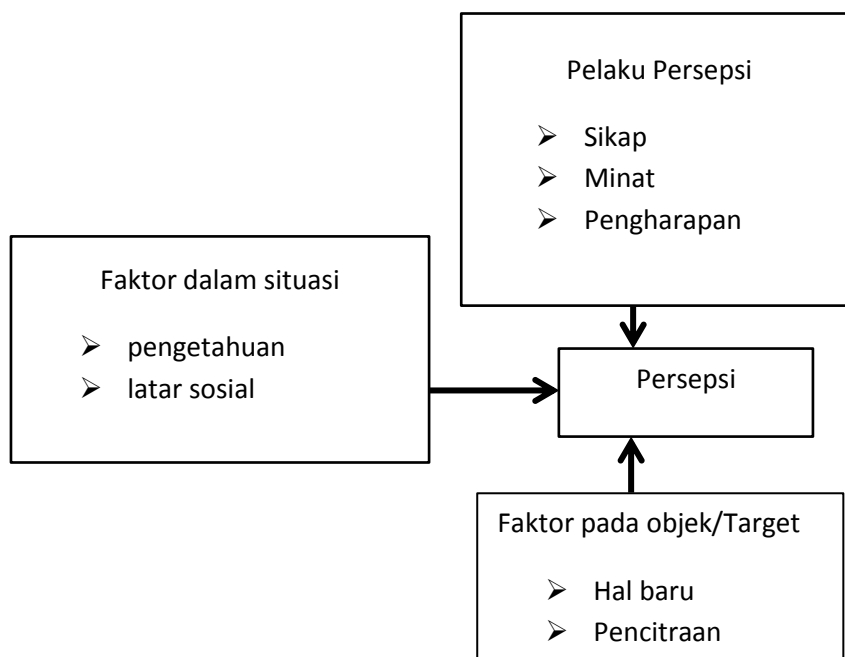 Pelaku Persepsi
Sikap
Minat
Pengharapan
Faktor dalam situasi
pengetahuan
latar sosial
Persepsi
Faktor pada objek/Target
Hal baru
Pencitraan